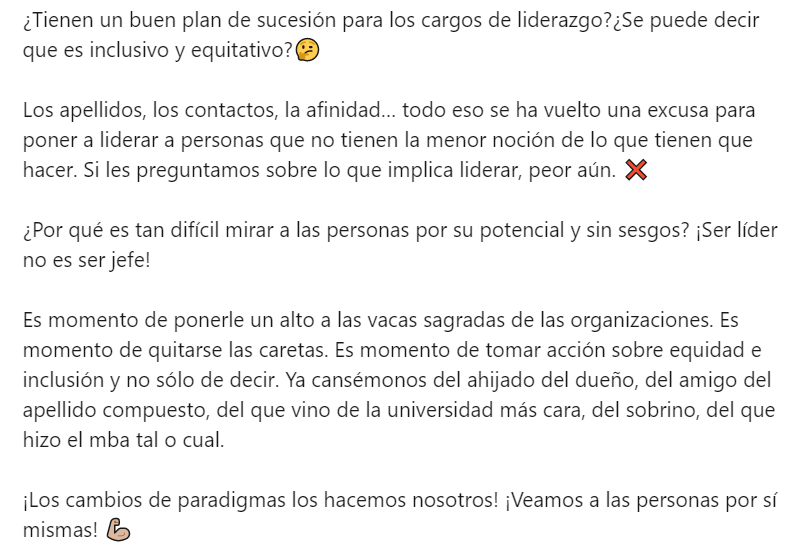 ¿Tienen un buen plan de sucesión para los cargos de liderazgo?¿Se puede decir
que es inclusivo y equitativo?🤔
Los apellidos, los contactos, la afinidad... todo eso se ha vuelto una excusa para
poner a liderar a personas que no tienen la menor noción de lo que tienen que
hacer. Si les preguntamos sobre lo que implica liderar, peor aún. ❌
¿Por qué es tan difícil mirar a las personas por su potencial y sin sesgos? ¡Ser líder
no es ser jefe!
Es momento de ponerle un alto a las vacas sagradas de las organizaciones. Es
momento de quitarse las caretas. Es momento de tomar acción sobre equidad e
inclusión y no sólo de decir. Ya cansémonos del ahijado del dueño, del amigo del
apellido compuesto, del que vino de la universidad más cara, del sobrino, del que
hizo el mba tal o cual.
¡Los cambios de paradigmas los hacemos nosotros! ¡Veamos a las personas por sí
mismas! 💪🏼